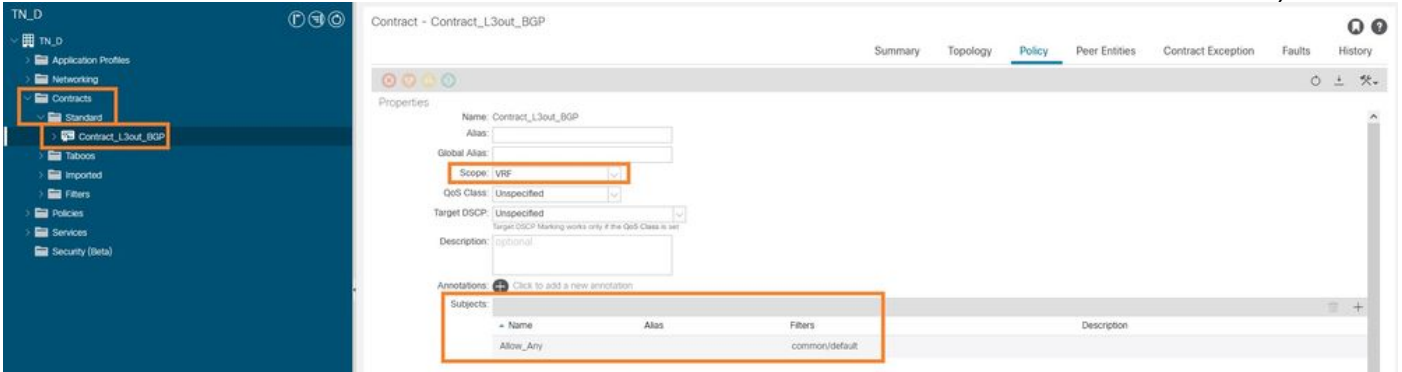 TN_D
TN_D
Application Profiles
Networking
Contracts
Standard
Contract_L3out_BGP
Taboos
Imported
Filters
Policies
Services
Security (Beta)
Contract - Contract_L3out_BGP
Summary Topology Policy Peer Entities Contract Exception Faults History
Properties
Name: Contract_L3out_BGP
Alias:
Global Alias:
Scope: VRF
QoS Class: Unspecified
Target DSCP: Unspecified
Target DSCP Marking works only if the QoS Class is set
Description: optional
Annotations: Click to add a new annotation
Subjects:
Name Alias Filters Description
Allow_Any common/default